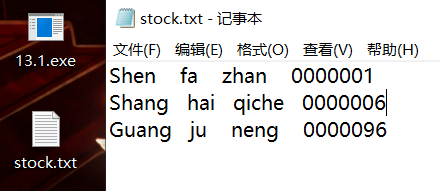 13.1.exe
stock.txt
stock.txt - 记事本
文件(F) 编辑(E) 格式(O) 查看(V) 帮助(H)
Shen fa zhan 0000001
Shang hai qiche 0000006
Guang ju neng 0000096